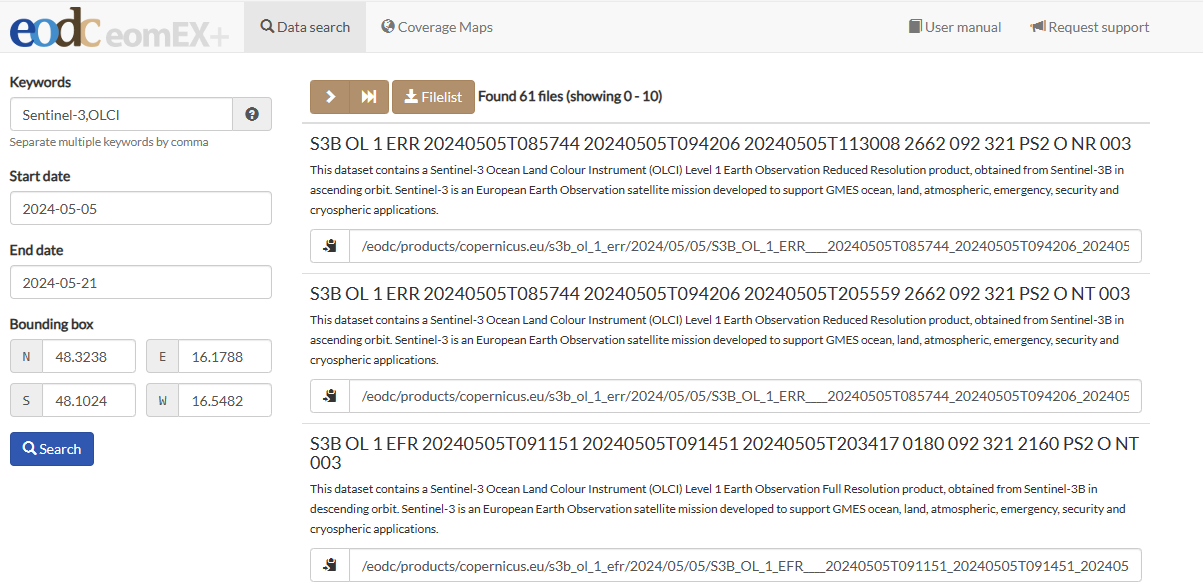 eodc eomEX+
Data search
Coverage Maps
User manual
Request support
Keywords
Sentinel-3,OLCI
Separate multiple keywords by comma
Start date
2024-05-05
End date
2024-05-21
Bounding box
N 48.3238 E 16.1788
S 48.1024 W 16.5482
Search
Filelist Found 61 files (showing 0 - 10)
S3B OL 1 ERR 20240505T085744 20240505T094206 20240505T113008 2662 092 321 PS2 O NR 003
This dataset contains a Sentinel-3 Ocean Land Colour Instrument (OLCI) Level 1 Earth Observation Reduced Resolution product, obtained from Sentinel-3B in
ascending orbit. Sentinel-3 is an European Earth Observation satellite mission developed to support GMES ocean, land, atmospheric, emergency, security and
cryospheric applications.
/eodc/products/copernicus.eu/s3b_ol_1_err/2024/05/05/S3B_OL_1_ERR____20240505T085744_20240505T094206_202405
S3B OL 1 ERR 20240505T085744 20240505T094206 20240505T205559 2662 092 321 PS2 O NT 003
This dataset contains a Sentinel-3 Ocean Land Colour Instrument (OLCI) Level 1 Earth Observation Reduced Resolution product, obtained from Sentinel-3B in
ascending orbit. Sentinel-3 is an European Earth Observation satellite mission developed to support GMES ocean, land, atmospheric, emergency, security and
cryospheric applications.
/eodc/products/copernicus.eu/s3b_ol_1_err/2024/05/05/S3B_OL_1_ERR____20240505T085744_20240505T094206_202405
S3B OL 1 EFR 20240505T091151 20240505T091451 20240505T203417 0180 092 321 2160 PS2 O NT
003
This dataset contains a Sentinel-3 Ocean Land Colour Instrument (OLCI) Level 1 Earth Observation Full Resolution product, obtained from Sentinel-3B in
descending orbit. Sentinel-3 is an European Earth Observation satellite mission developed to support GMES ocean, land, atmospheric, emergency, security and
cryospheric applications.
/eodc/products/copernicus.eu/s3b_ol_1_efr/2024/05/05/S3B_OL_1_EFR____20240505T091151_20240505T091451_202405